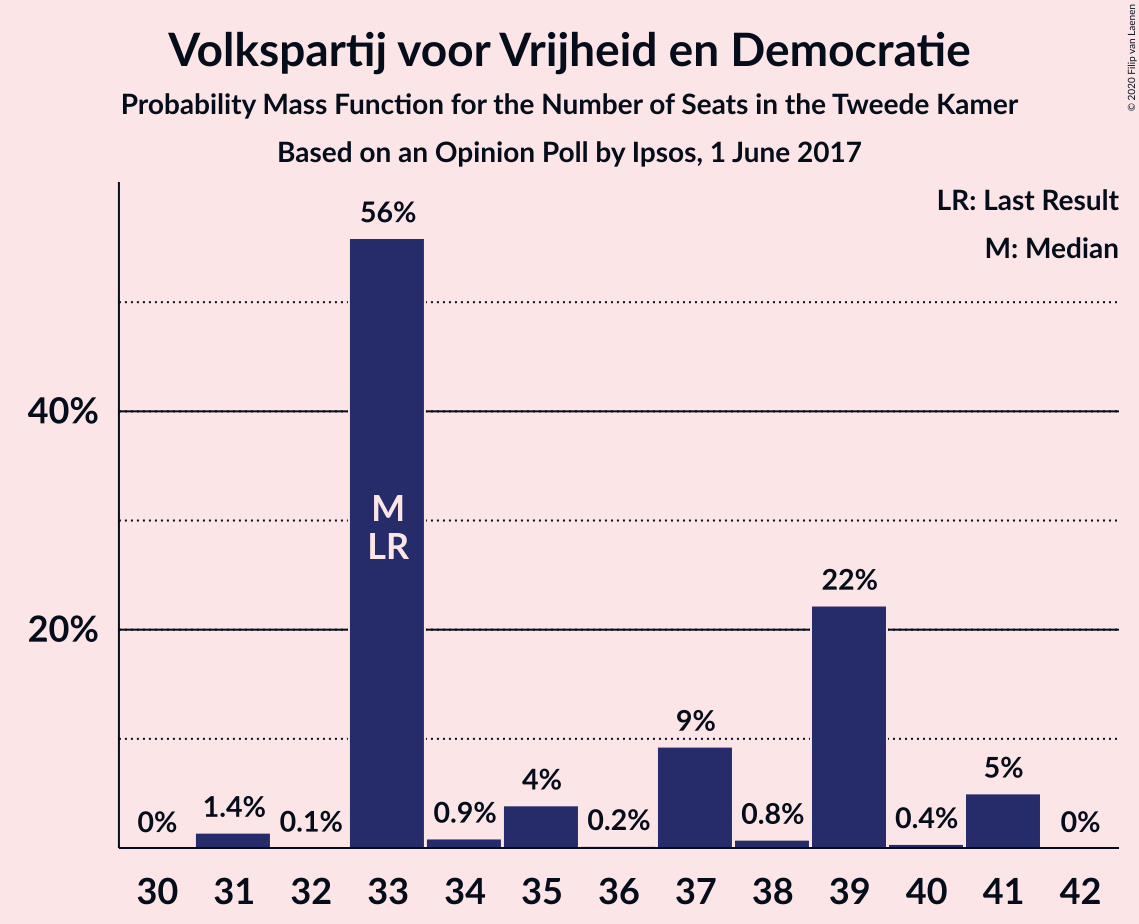 Volkspartij voor Vrijheid en Democratie
Probability Mass Function for the Number of Seats in the Tweede Kamer
Based on an Opinion Poll by Ipsos, 1 June 2017
© 2020 Filip van Laenen
LR: Last Result
M: Median
40%
20%
0%
1.4%
0.1%
56%
M
LR
0.9%
4%
0.2%
9%
0.8%
22%
0.4%
5%
0%
30 31 32 33 34 35 36 37 38 39 40 41 42